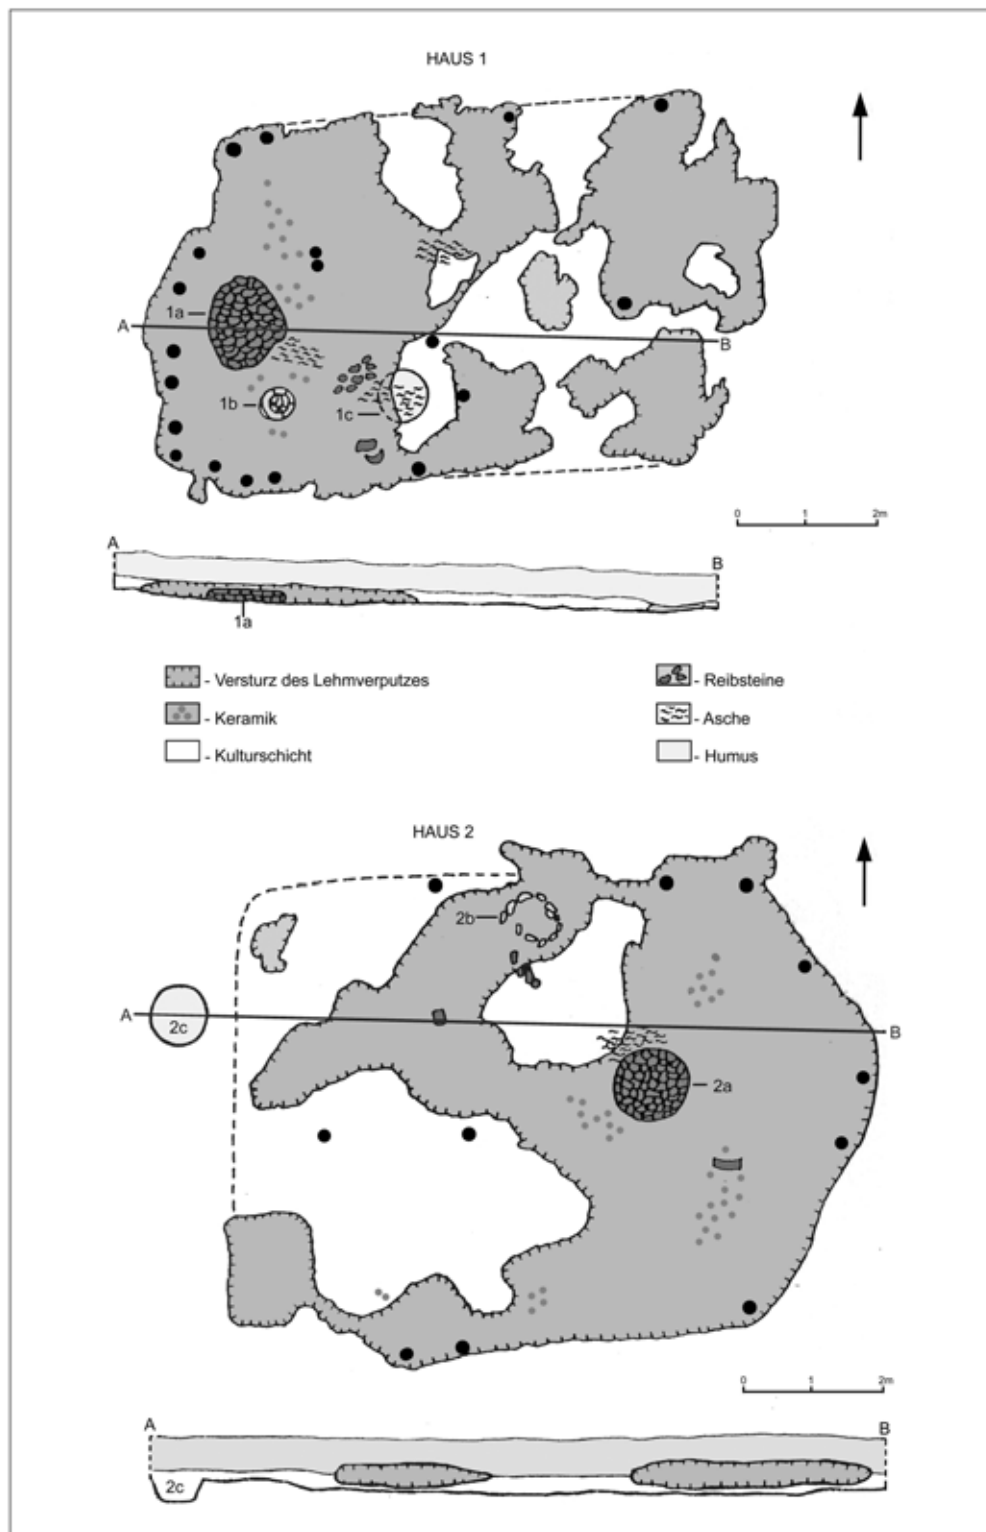 HAUS 1
1a
A
B
1b
1c
0 1 2m
A
B
1a
- Versturz des Lehmverputzes
- Reibsteine
- Keramik
- Asche
- Kulturschicht
- Humus
HAUS 2
2b
A
2c
B
2a
0 1 2m
A
B
2c